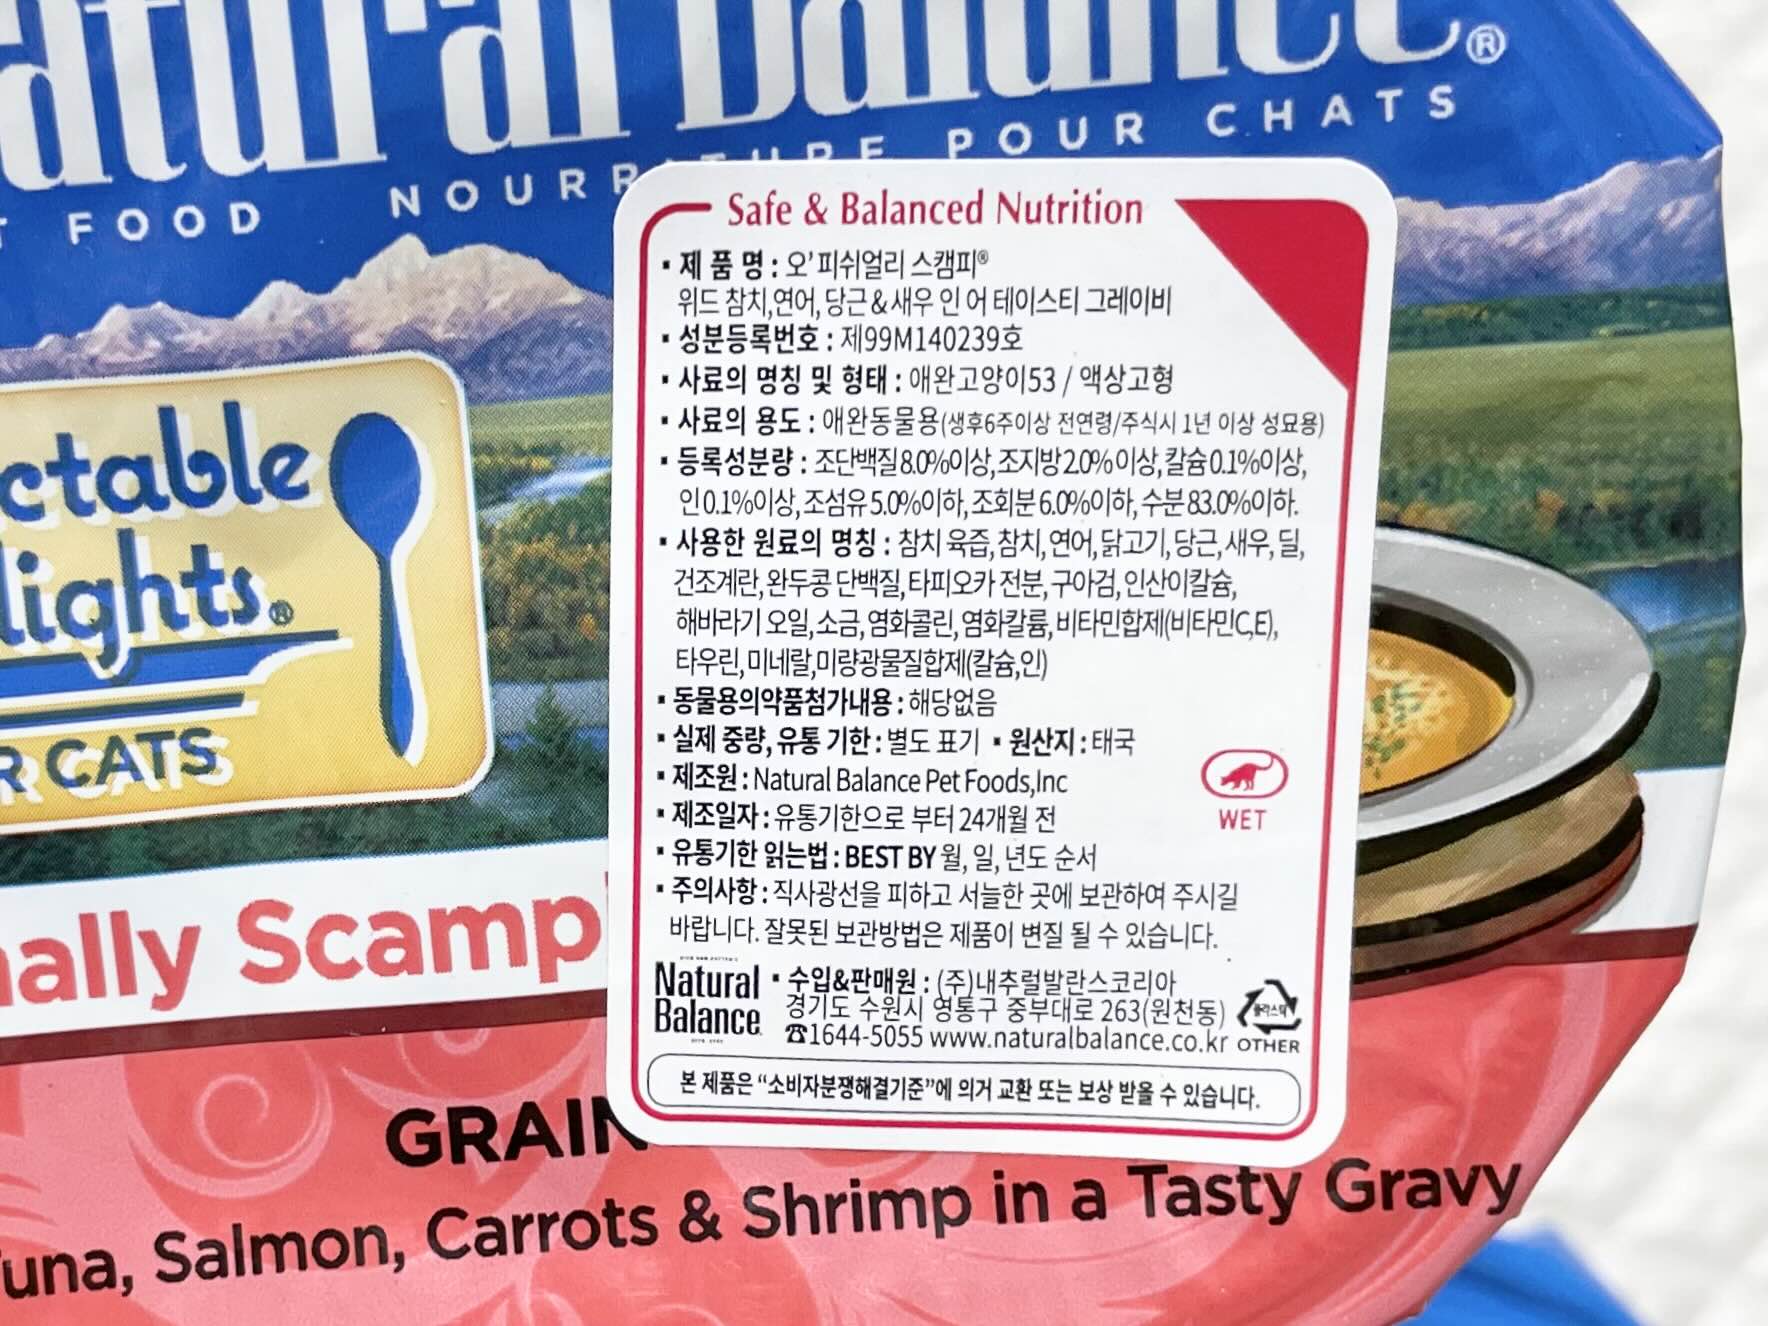 Natural Balance®
FOOD NOURRITURE POUR CHATS
ctable
lights®
R CATS
nally Scampi
GRAIN
Tuna, Salmon, Carrots & Shrimp in a Tasty Gravy
Safe & Balanced Nutrition
▪ 제 품 명 : 오'피쉬얼리 스캠피®
위드 참치,연어, 당근&새우 인 어 테이스티 그레이비
▪ 성분등록번호 : 제99M140239호
▪ 사료의 명칭 및 형태 : 애완고양이53 / 액상고형
▪ 사료의 용도 : 애완동물용(생후6주이상 전연령/주식시 1년 이상 성묘용)
▪ 등록성분량 : 조단백질8.0%이상,조지방2.0%이상,칼슘0.1%이상,
인0.1%이상,조섬유5.0%이하,조회분6.0%이하,수분83.0%이하.
▪ 사용한 원료의 명칭 : 참치 육즙,참치,연어,닭고기,당근,새우,딜,
건조계란,완두콩 단백질,타피오카 전분,구아검,인산이칼슘,
해바라기 오일,소금,염화콜린,염화칼륨,비타민합제(비타민C,E),
타우린,미네랄,미량광물질합제(칼슘,인)
▪ 동물용의약품첨가내용 : 해당없음
▪ 실제 중량,유통 기한 : 별도 표기 ▪ 원산지 : 태국
▪ 제조원 : Natural Balance Pet Foods,Inc
▪ 제조일자 : 유통기한으로 부터 24개월 전
▪ 유통기한 읽는법 : BEST BY 월, 일, 년도 순서
WET
▪ 주의사항 : 직사광선을 피하고 서늘한 곳에 보관하여 주시길
바랍니다. 잘못된 보관방법은 제품이 변질 될 수 있습니다.
Natural
Balance
▪ 수입&판매원 : (주)내추럴발란스코리아
경기도 수원시 영통구 중부대로 263(원천동)
☎1644-5055 www.naturalbalance.co.kr
플라스틱
OTHER
본 제품은 “소비자분쟁해결기준”에 의거 교환 또는 보상 받을 수 있습니다.